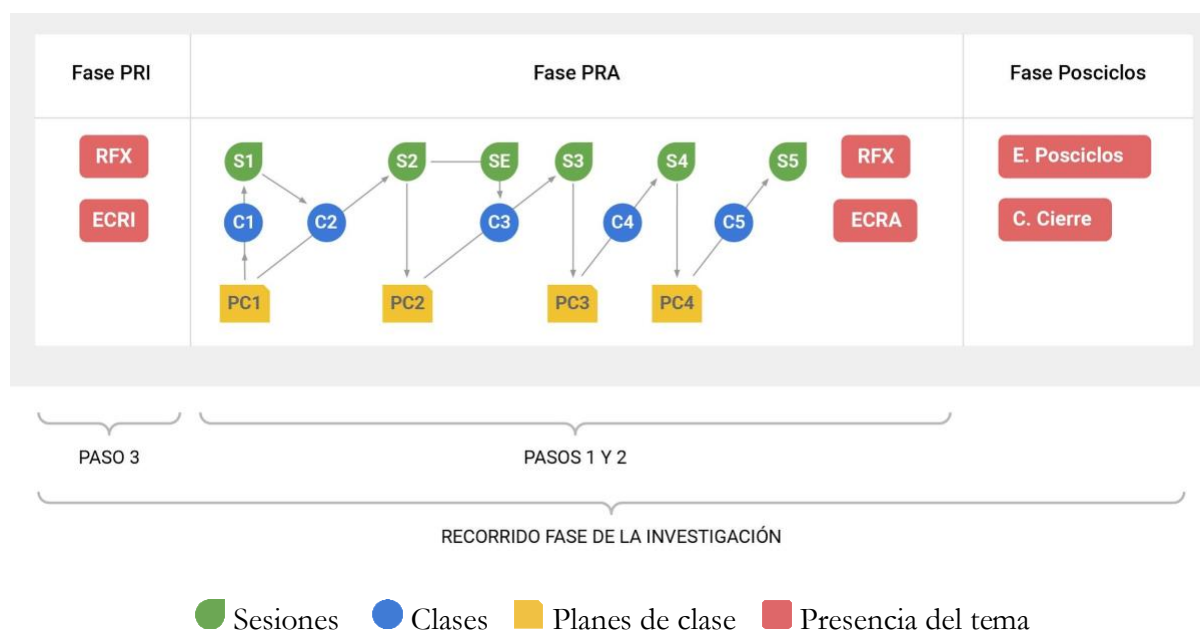 Fase PRI Fase PRA Fase Posciclos
RFX S1 S2 SE S3 S4 S5 RFX E. Posciclos
ECRI C1 C2 C3 C4 C5 ECRA C. Cierre
PC1 PC2 PC3 PC4
PASO 3 PASOS 1 Y 2
RECORRIDO FASE DE LA INVESTIGACIÓN
Sesiones Clases Planes de clase Presencia del tema